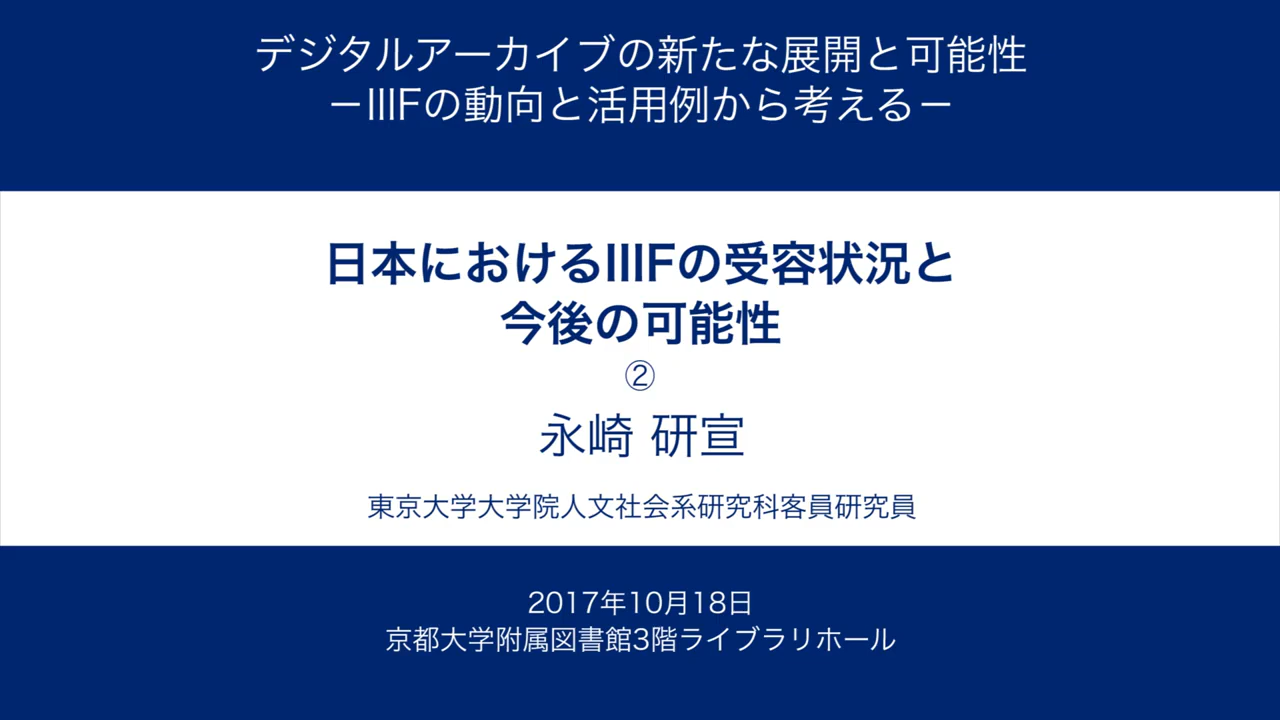 デジタルアーカイブの新たな展開と可能性
－IIIFの動向と活用例から考える－
日本におけるIIIFの受容状況と
今後の可能性
②
永崎 研宣
東京大学大学院人文社会系研究科客員研究員
2017年10月18日
京都大学附属図書館3階ライブラリホール